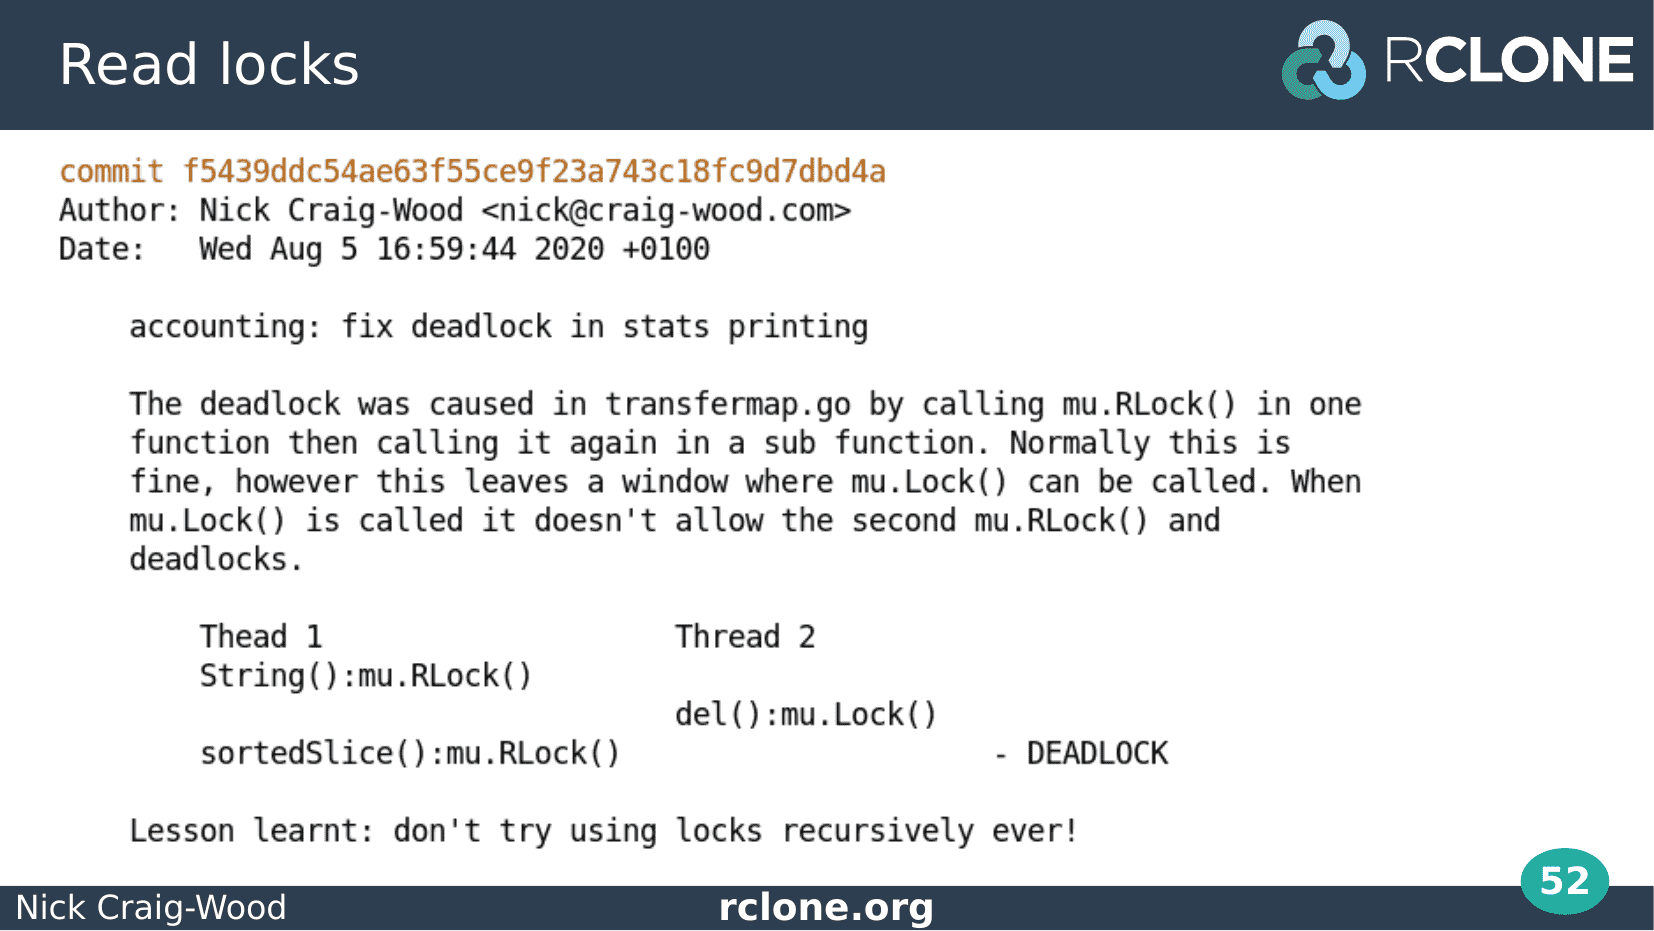 Read locks
RCLONE
commit f5439ddc54ae63f55ce9f23a743c18fc9d7dbd4a
Author: Nick Craig-Wood <nick@craig-wood.com>
Date:   Wed Aug 5 16:59:44 2020 +0100
accounting: fix deadlock in stats printing
The deadlock was caused in transfermap.go by calling mu.RLock() in one
function then calling it again in a sub function. Normally this is
fine, however this leaves a window where mu.Lock() can be called. When
mu.Lock() is called it doesn't allow the second mu.RLock() and
deadlocks.
Thead 1                    Thread 2
String():mu.RLock()
del():mu.Lock()
sortedSlice():mu.RLock()                     - DEADLOCK
Lesson learnt: don't try using locks recursively ever!
52
Nick Craig-Wood
rclone.org